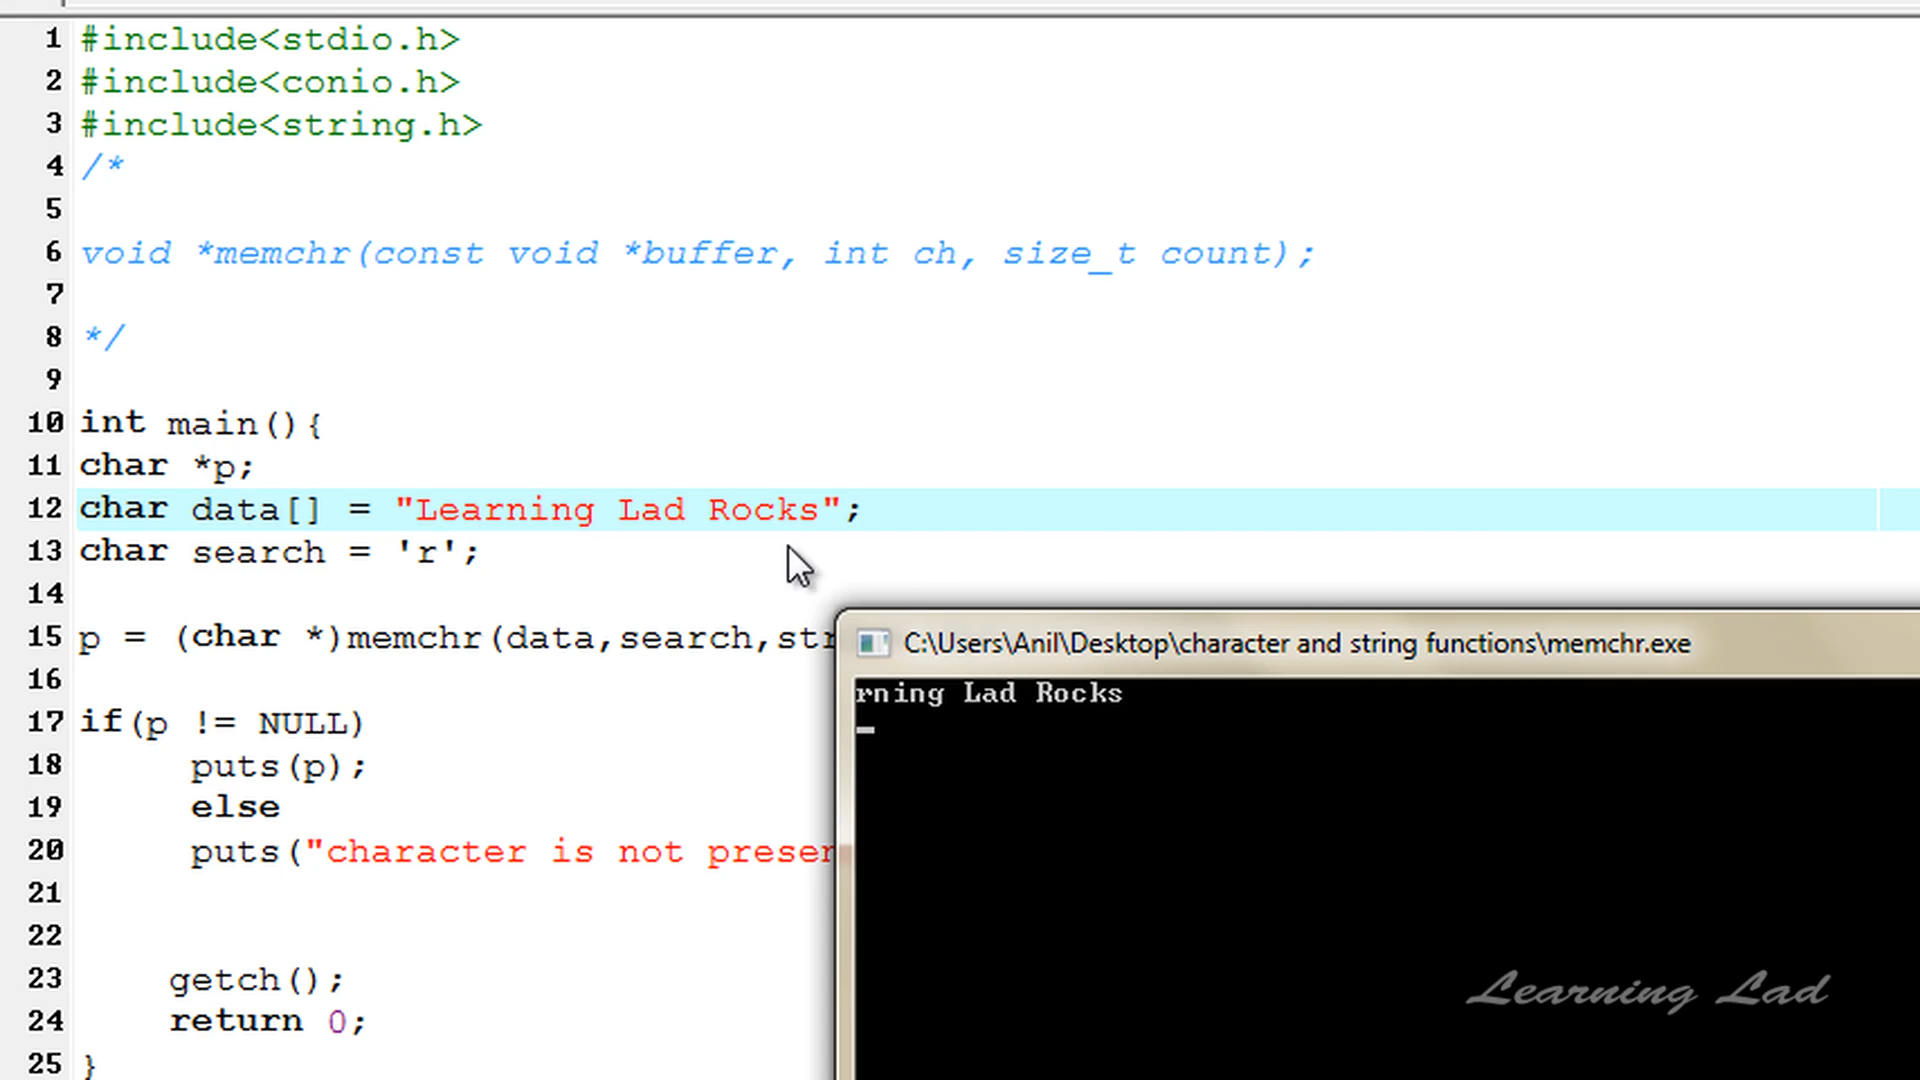 1 #include<stdio.h>
2 #include<conio.h>
3 #include<string.h>
4 /*
5
6 void *memchr(const void *buffer, int ch, size_t count);
7
8 */
9
10 int main(){
11 char *p;
12 char data[] = "Learning Lad Rocks";
13 char search = 'r';
14
15 p = (char *)memchr(data,search,str
16
17 if(p != NULL)
18 puts(p);
19 else
20 puts("character is not presen
21
22
23 getch();
24 return 0;
25 }
C:\Users\Anil\Desktop\character and string functions\memchr.exe
rning Lad Rocks
Learning Lad